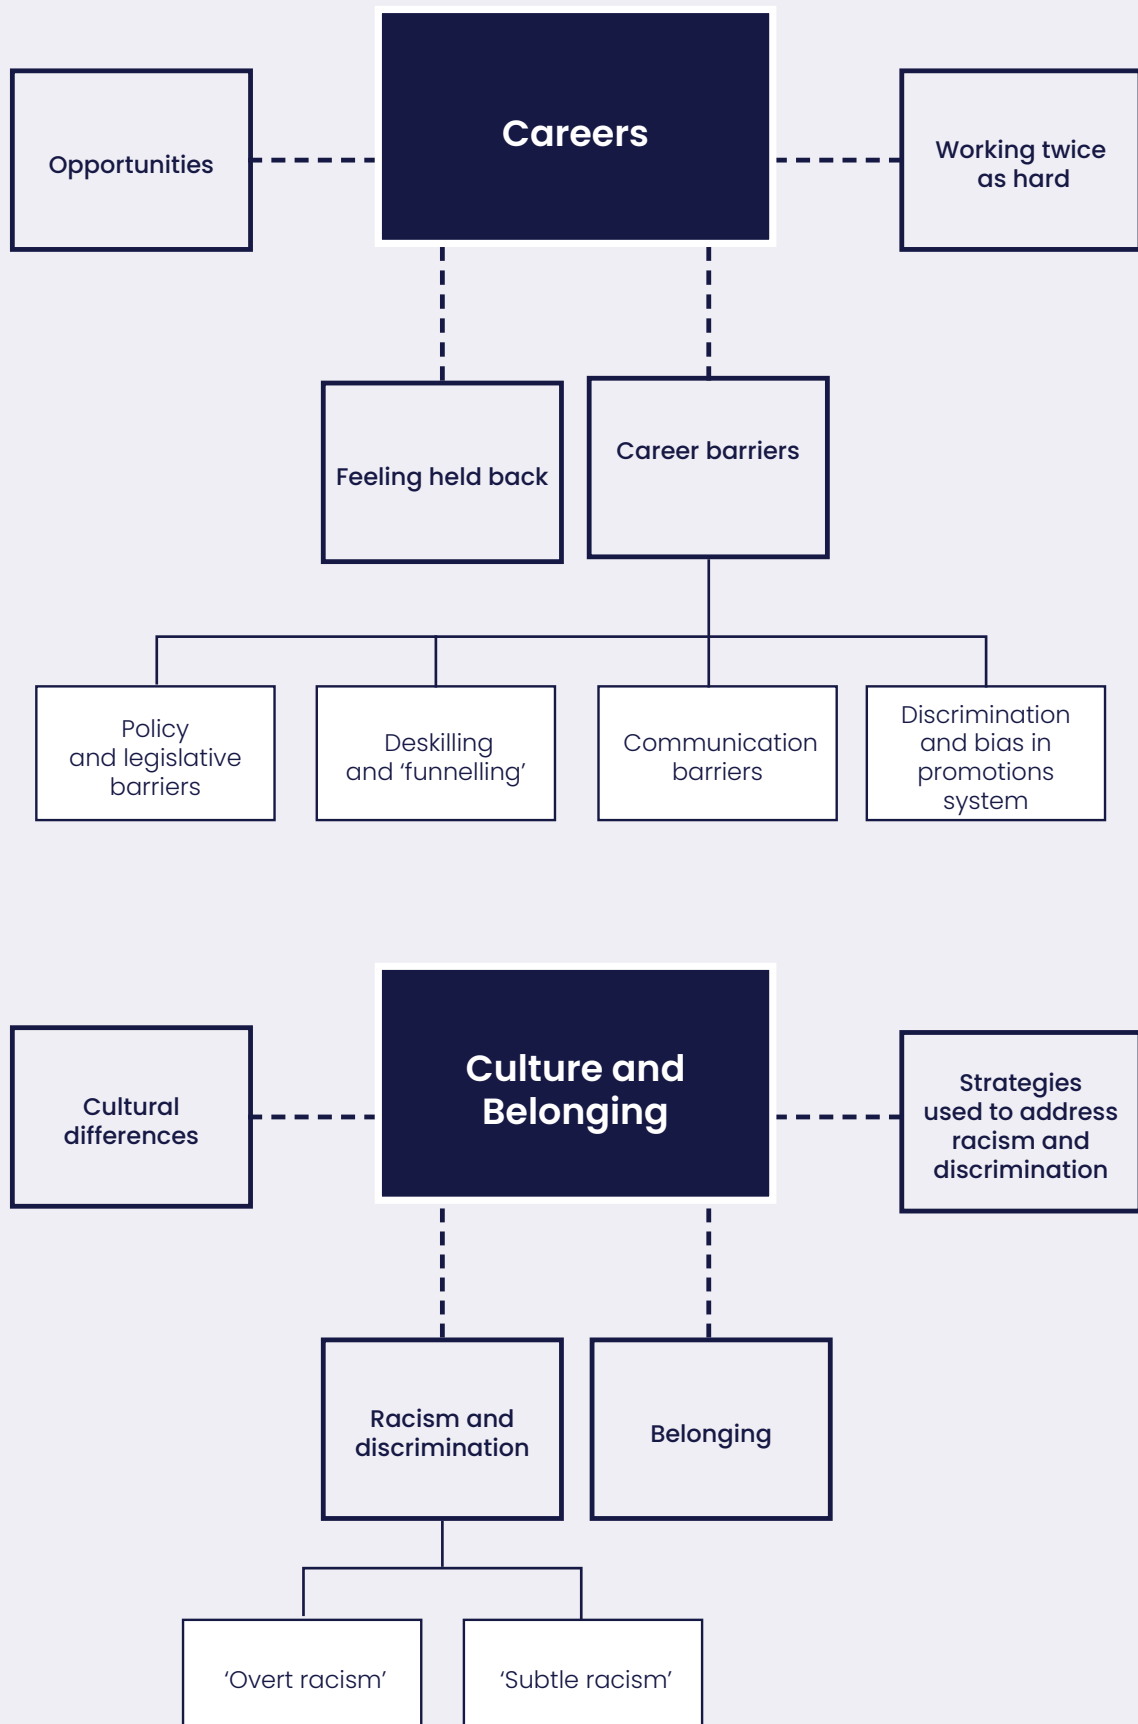 Careers
Opportunities
Working twice
as hard
Feeling held back
Career barriers
Policy
and legislative
barriers
Deskilling
and ‘funnelling’
Communication
barriers
Discrimination
and bias in
promotions
system
Culture and
Belonging
Cultural
differences
Strategies
used to address
racism and
discrimination
Racism and
discrimination
Belonging
‘Overt racism’
‘Subtle racism’